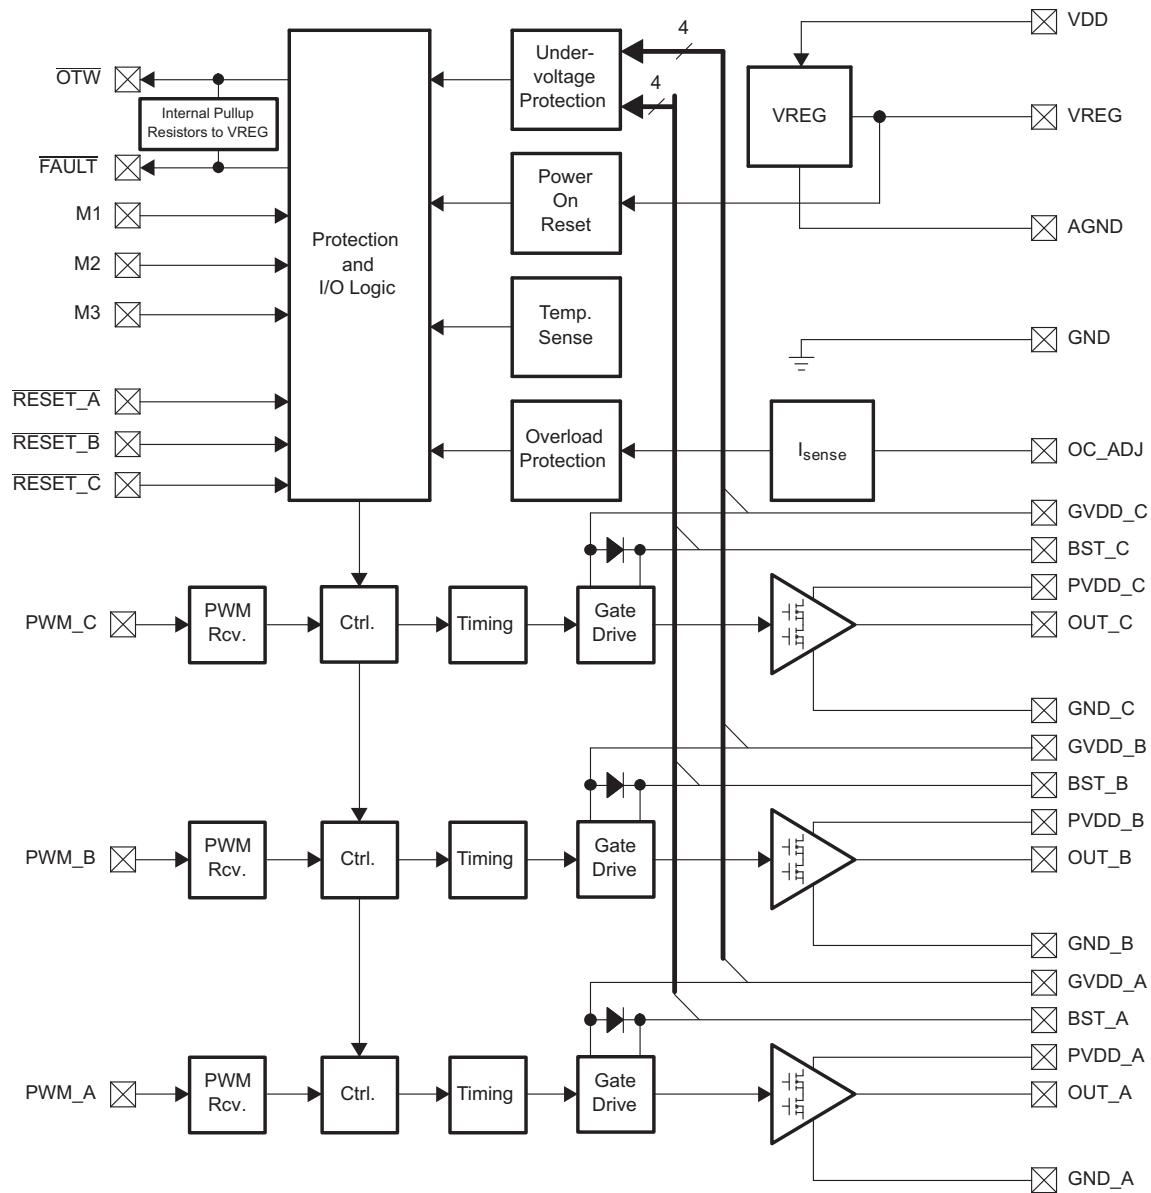 4
VDD
OTW
Under-
voltage
Protection
4
Internal Pullup
Resistors to VREG
VREG
VREG
FAULT
Power
On
Reset
M1
AGND
Protection
and
I/O Logic
M2
M3
Temp.
Sense
GND
RESET_A
RESET_B
Overload
Protection
Isense
OC_ADJ
RESET_C
GVDD_C
BST_C
PVDD_C
PWM_C
PWM
Rcv.
Ctrl.
Timing
Gate
Drive
OUT_C
GND_C
GVDD_B
BST_B
PVDD_B
PWM_B
PWM
Rcv.
Ctrl.
Timing
Gate
Drive
OUT_B
GND_B
GVDD_A
BST_A
PVDD_A
PWM_A
PWM
Rcv.
Ctrl.
Timing
Gate
Drive
OUT_A
GND_A